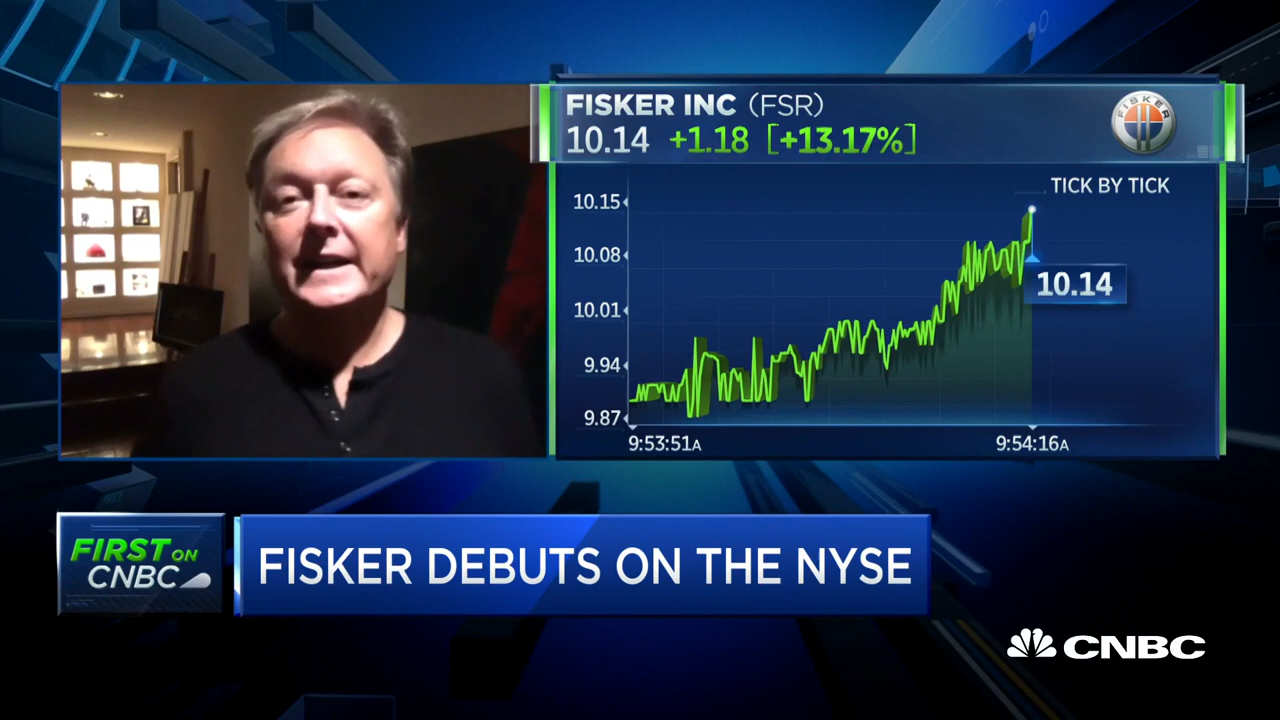 FISKER INC (FSR)
10.14 +1.18 [+13.17%]
FISKER
TICK BY TICK
10.15
10.08
10.01
9.94
9.87
10.14
9:53:51A
9:54:16A
FIRST ON
CNBC
FISKER DEBUTS ON THE NYSE
CNBC